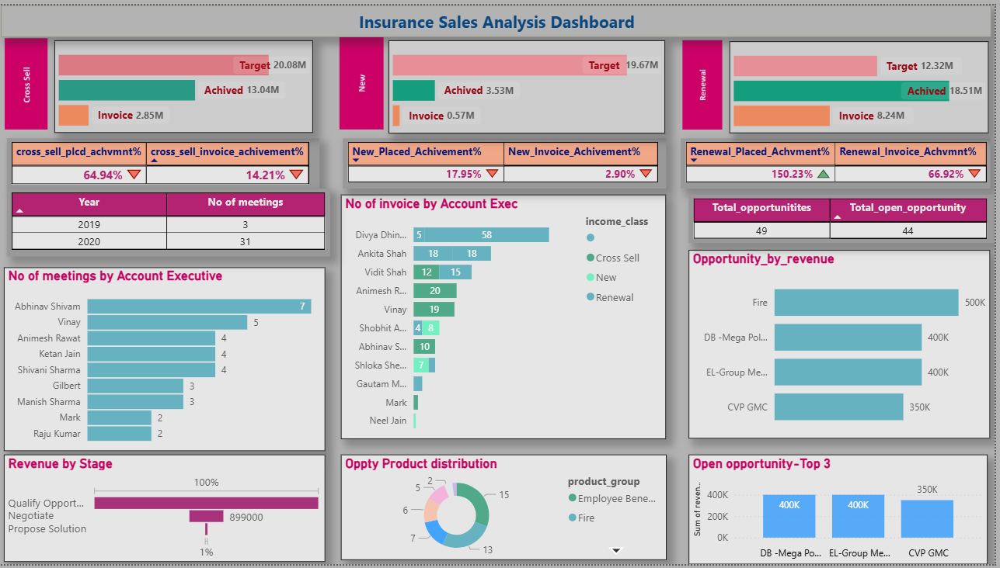 Insurance Sales Analysis Dashboard
Cross Sell
Target 20.08M
Achived 13.04M
Invoice 2.85M
New
Target 19.67M
Achived 3.53M
Invoice 0.57M
Renewal
Target 12.32M
Achived 18.51M
Invoice 8.24M
cross_sell_plcd_achvmnt% cross_sell_invoice_achivement%
64.94% 14.21%
New_Placed_Achivement% New_Invoice_Achivement%
17.95% 2.90%
Renewal_Placed_Achvment% Renewal_Invoice_Achvmnt%
150.23% 66.92%
Year No of meetings
2019 3
2020 31
No of meetings by Account Executive
Abhinav Shivam 7
Vinay 5
Animesh Rawat 4
Ketan Jain 4
Shivani Sharma 4
Gilbert 3
Manish Sharma 3
Mark 2
Raju Kumar 2
No of invoice by Account Exec
Divya Dhin... 5 58
Ankita Shah 18 18
Vidit Shah 12 15
Animesh R... 20
Vinay 19
Shobhit A... 4 8
Abhinav S... 10
Shloka She... 7
Gautam M...
Mark
Neel Jain
income_class
Cross Sell
New
Renewal
Total_opportunitites Total_open_opportunity
49 44
Opportunity_by_revenue
Fire 500K
DB -Mega Pol... 400K
EL-Group Me... 400K
CVP GMC 350K
Revenue by Stage
100%
Qualify Opport...
Negotiate 899000
Propose Solution
1%
Oppty Product distribution
2
5
6
7
13
15
product_group
Employee Bene...
Fire
Open opportunity-Top 3
Sum of reven...
400K
200K
0K
400K 400K 350K
DB -Mega Po... EL-Group Me... CVP GMC